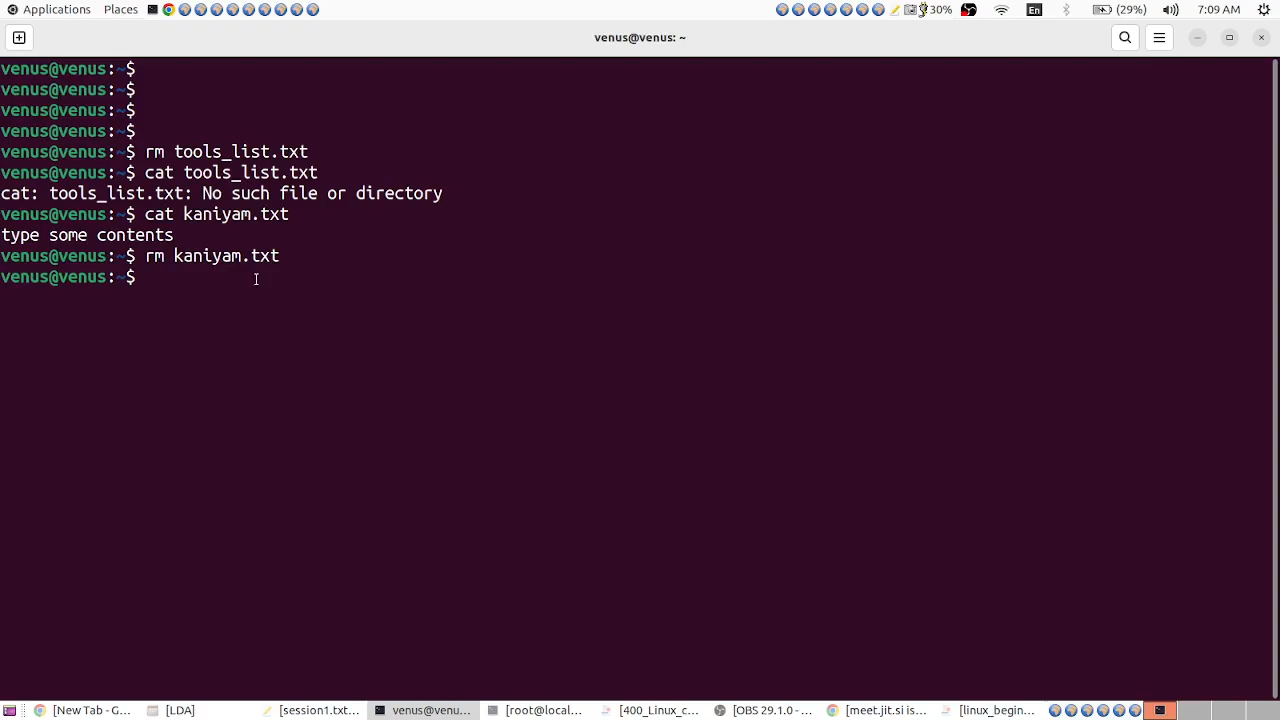 Applications Places 30% En (29%) 7:09 AM
venus@venus: ~
venus@venus:~$
venus@venus:~$
venus@venus:~$
venus@venus:~$
venus@venus:~$ rm tools_list.txt
venus@venus:~$ cat tools_list.txt
cat: tools_list.txt: No such file or directory
venus@venus:~$ cat kaniyam.txt
type some contents
venus@venus:~$ rm kaniyam.txt
venus@venus:~$
[New Tab - G... [LDA] [session1.txt... venus@venu... [root@local... [400_Linux_c... [OBS 29.1.0 -... [meet.jit.si is... [linux_begin...